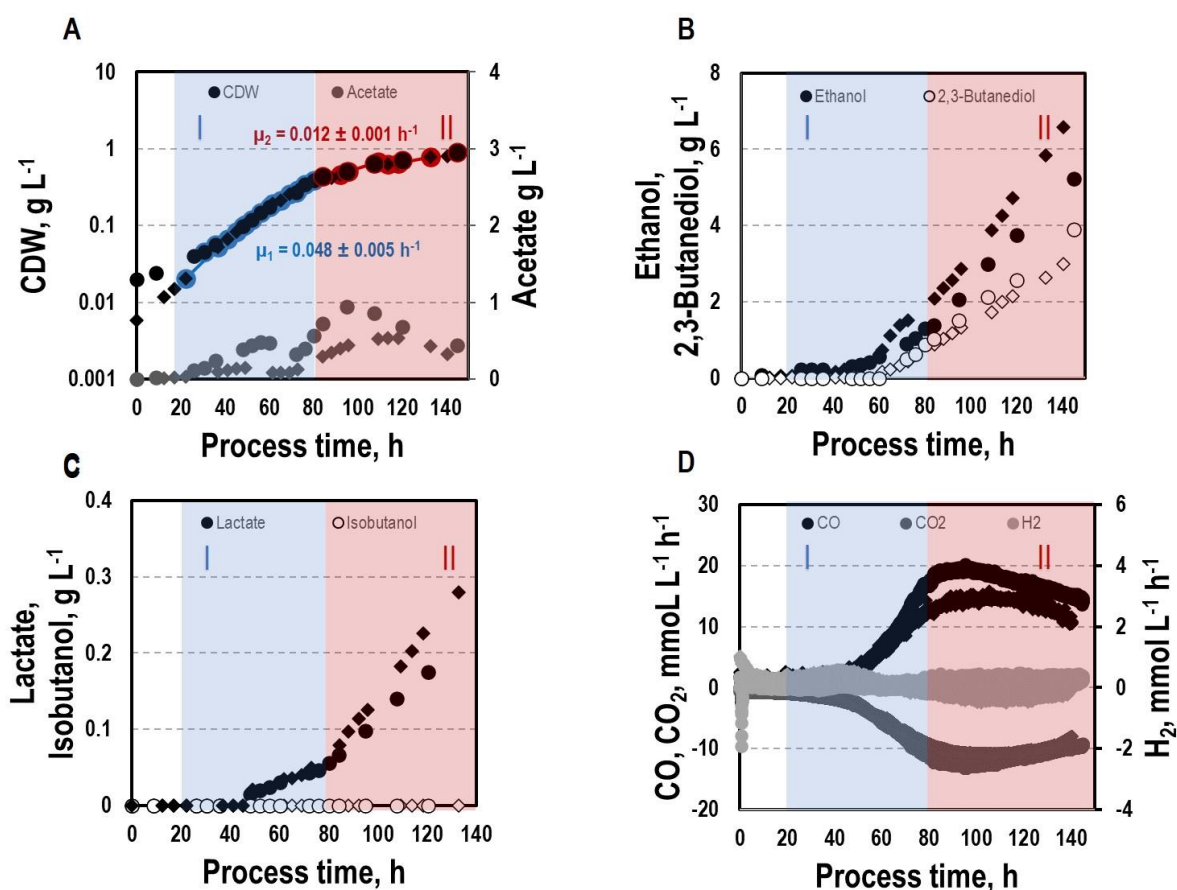 A
CDW, g L⁻¹
10
1
0.1
0.01
0.001
CDW
Acetate
I
II
μ₂ = 0.012 ± 0.001 h⁻¹
μ₁ = 0.048 ± 0.005 h⁻¹
4
3
2
1
0
Acetate g L⁻¹
0 20 40 60 80 100 120 140
Process time, h
B
Ethanol,
2,3-Butanediol, g L⁻¹
8
6
4
2
0
Ethanol
2,3-Butanediol
I
II
0 20 40 60 80 100 120 140
Process time, h
C
Lactate,
Isobutanol, g L⁻¹
0.4
0.3
0.2
0.1
0
Lactate
Isobutanol
I
II
0 20 40 60 80 100 120 140
Process time, h
D
CO, CO₂, mmoL L⁻¹ h⁻¹
30
20
10
0
-10
-20
CO
CO2
H2
I
II
6
4
2
0
-2
-4
H₂, mmol L⁻¹ h⁻¹
0 20 40 60 80 100 120 140
Process time, h